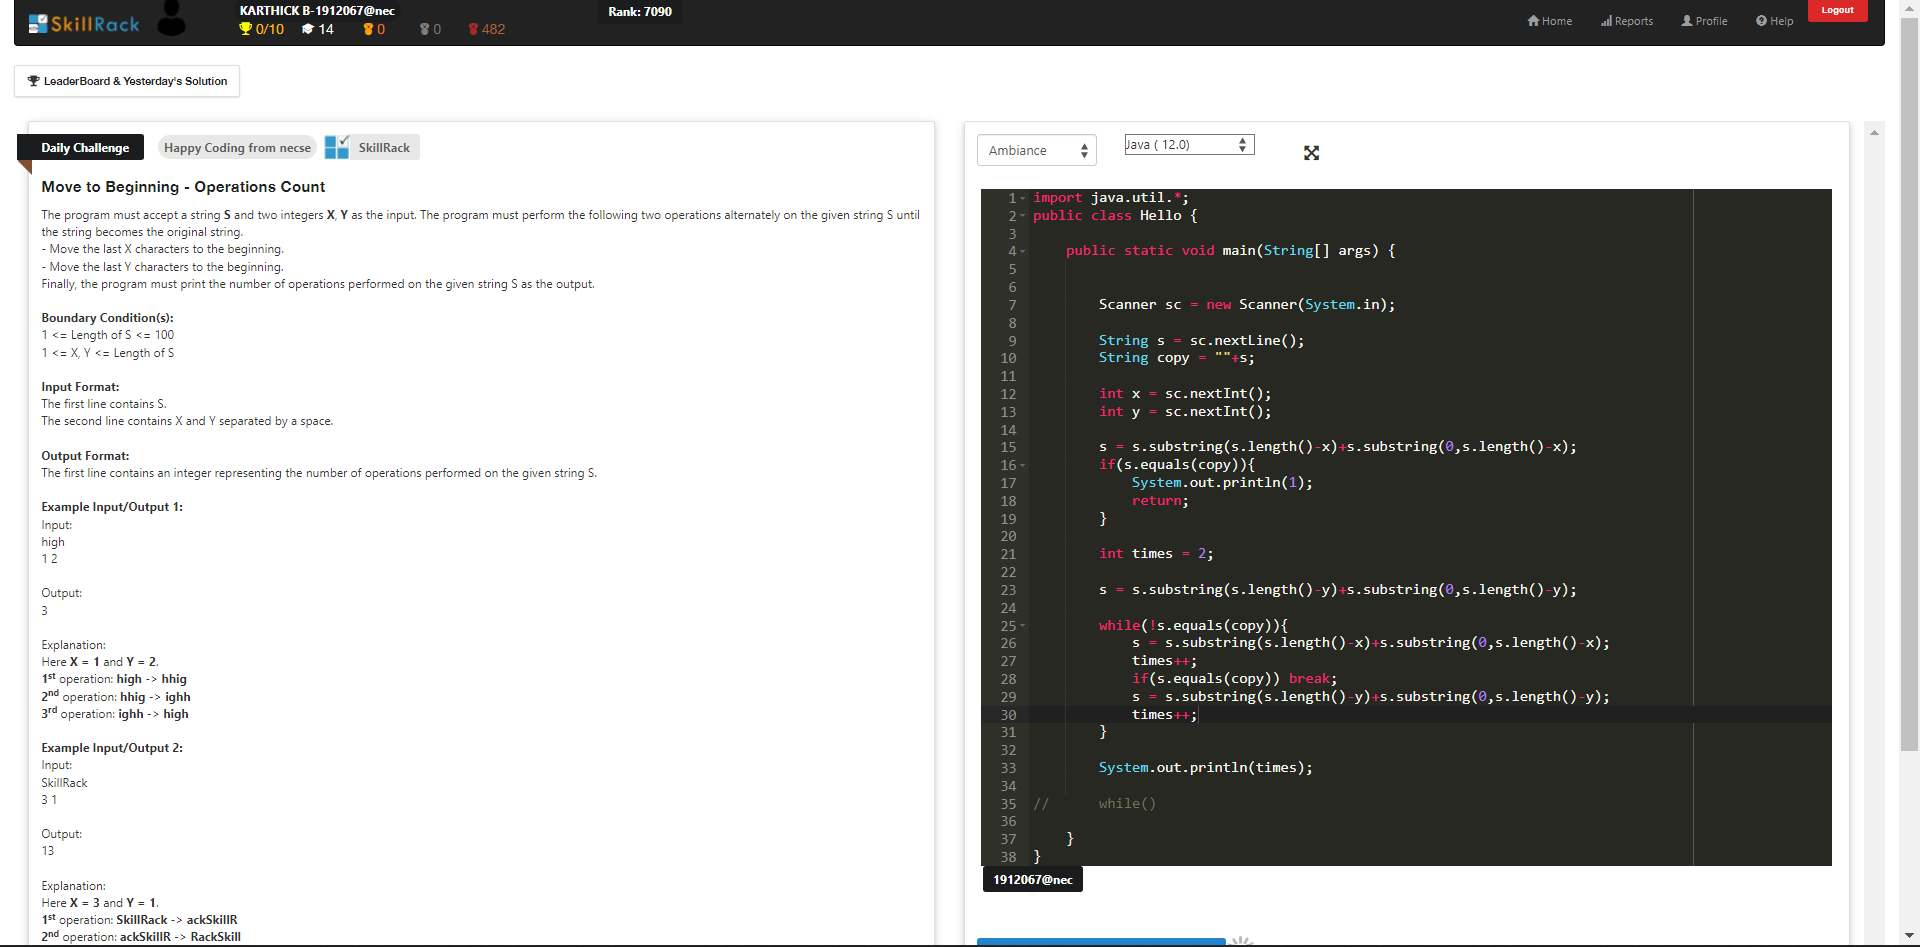 SkillRack
KARTHICK B-1912067@nec
0/10 14 0 0 482
Rank: 7090
Home Reports Profile Help
Logout
LeaderBoard & Yesterday's Solution
Daily Challenge Happy Coding from necse SkillRack
Move to Beginning - Operations Count
The program must accept a string S and two integers X, Y as the input. The program must perform the following two operations alternately on the given string S until
the string becomes the original string.
- Move the last X characters to the beginning.
- Move the last Y characters to the beginning.
Finally, the program must print the number of operations performed on the given string S as the output.
Boundary Condition(s):
1 <= Length of S <= 100
1 <= X, Y <= Length of S
Input Format:
The first line contains S.
The second line contains X and Y separated by a space.
Output Format:
The first line contains an integer representing the number of operations performed on the given string S.
Example Input/Output 1:
Input:
high
1 2
Output:
3
Explanation:
Here X = 1 and Y = 2.
1st operation: high -> hhig
2nd operation: hhig -> ighh
3rd operation: ighh -> high
Example Input/Output 2:
Input:
SkillRack
3 1
Output:
13
Explanation:
Here X = 3 and Y = 1.
1st operation: SkillRack -> ackSkillR
2nd operation: ackSkillR -> RackSkill
Ambiance
Java ( 12.0)
1 import java.util.*;
2 public class Hello {
3
4 public static void main(String[] args) {
5
6
7 Scanner sc = new Scanner(System.in);
8
9 String s = sc.nextLine();
10 String copy = ""+s;
11
12 int x = sc.nextInt();
13 int y = sc.nextInt();
14
15 s = s.substring(s.length()-x)+s.substring(0,s.length()-x);
16 if(s.equals(copy)){
17 System.out.println(1);
18 return;
19 }
20
21 int times = 2;
22
23 s = s.substring(s.length()-y)+s.substring(0,s.length()-y);
24
25 while(!s.equals(copy)){
26 s = s.substring(s.length()-x)+s.substring(0,s.length()-x);
27 times++;
28 if(s.equals(copy)) break;
29 s = s.substring(s.length()-y)+s.substring(0,s.length()-y);
30 times++;
31 }
32
33 System.out.println(times);
34
35 // while()
36
37 }
38 }
1912067@nec